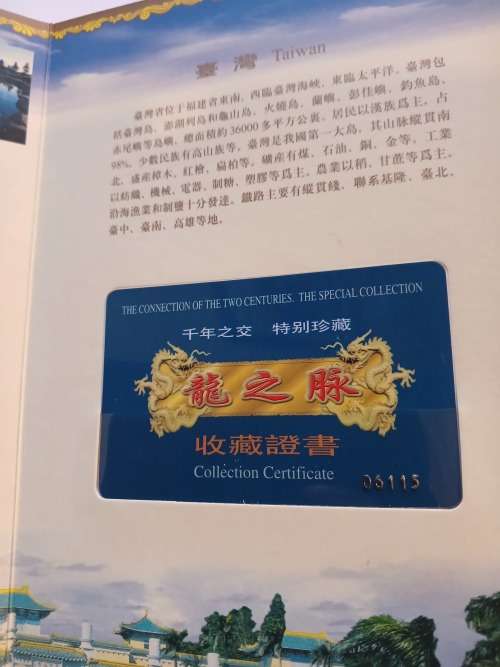 臺灣 Taiwan
臺灣省位于福建省東南，西臨臺灣海峽，東臨太平洋。臺灣包
括臺灣島、澎湖列島和龜山島、火燒島、蘭嶼、彭佳嶼、釣魚島、
赤尾嶼等島嶼，總面積約36000多平方公裏。居民以漢族爲主，占
98%。少數民族有高山族等。臺灣是我國第一大島，其山脉縱貫南
北。盛産樟木、紅檜、扁柏等。礦産有煤、石油、銅、金等。工業
以紡織、機械、電器、制糖、塑膠等爲主。農業以稻、甘蔗等爲主。
沿海漁業和制鹽十分發達。鐵路主要有縱貫綫，聯系基隆、臺北、
臺中、臺南、高雄等地。
THE CONNECTION OF THE TWO CENTURIES. THE SPECIAL COLLECTION
千年之交 特别珍藏
龍之脉
收藏證書
Collection Certificate
06115